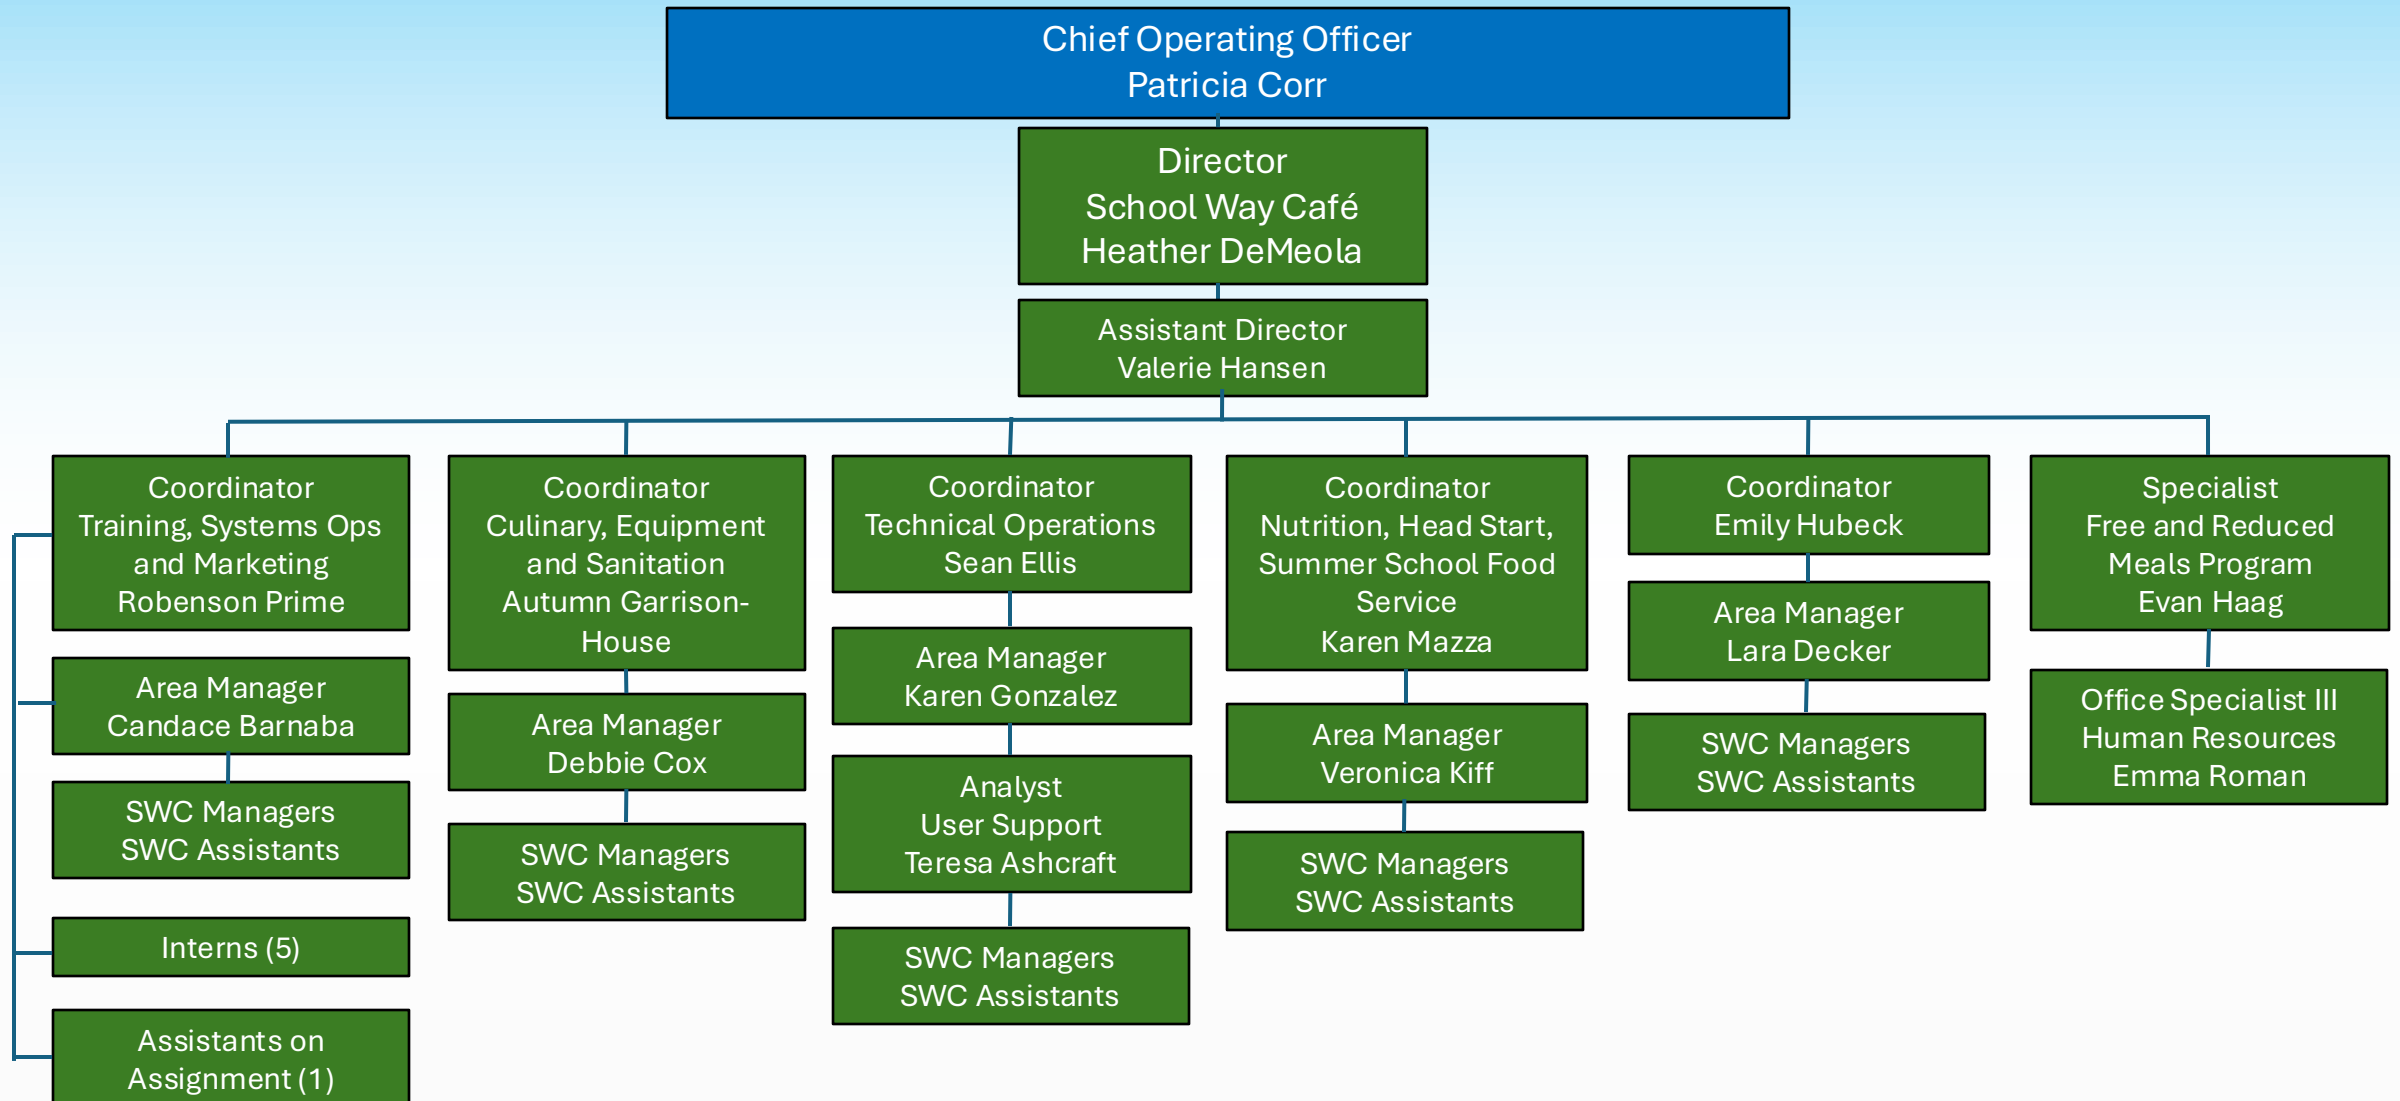 Chief Operating Officer
Patricia Corr
Director
School Way Café
Heather DeMeola
Assistant Director
Valerie Hansen
Coordinator
Training, Systems Ops
and Marketing
Robenson Prime
Area Manager
Candace Barnaba
SWC Managers
SWC Assistants
Interns (5)
Assistants on
Assignment (1)
Coordinator
Culinary, Equipment
and Sanitation
Autumn Garrison-
House
Area Manager
Debbie Cox
SWC Managers
SWC Assistants
Coordinator
Technical Operations
Sean Ellis
Area Manager
Karen Gonzalez
Analyst
User Support
Teresa Ashcraft
SWC Managers
SWC Assistants
Coordinator
Nutrition, Head Start,
Summer School Food
Service
Karen Mazza
Area Manager
Veronica Kiff
SWC Managers
SWC Assistants
Coordinator
Emily Hubeck
Area Manager
Lara Decker
SWC Managers
SWC Assistants
Specialist
Free and Reduced
Meals Program
Evan Haag
Office Specialist III
Human Resources
Emma Roman